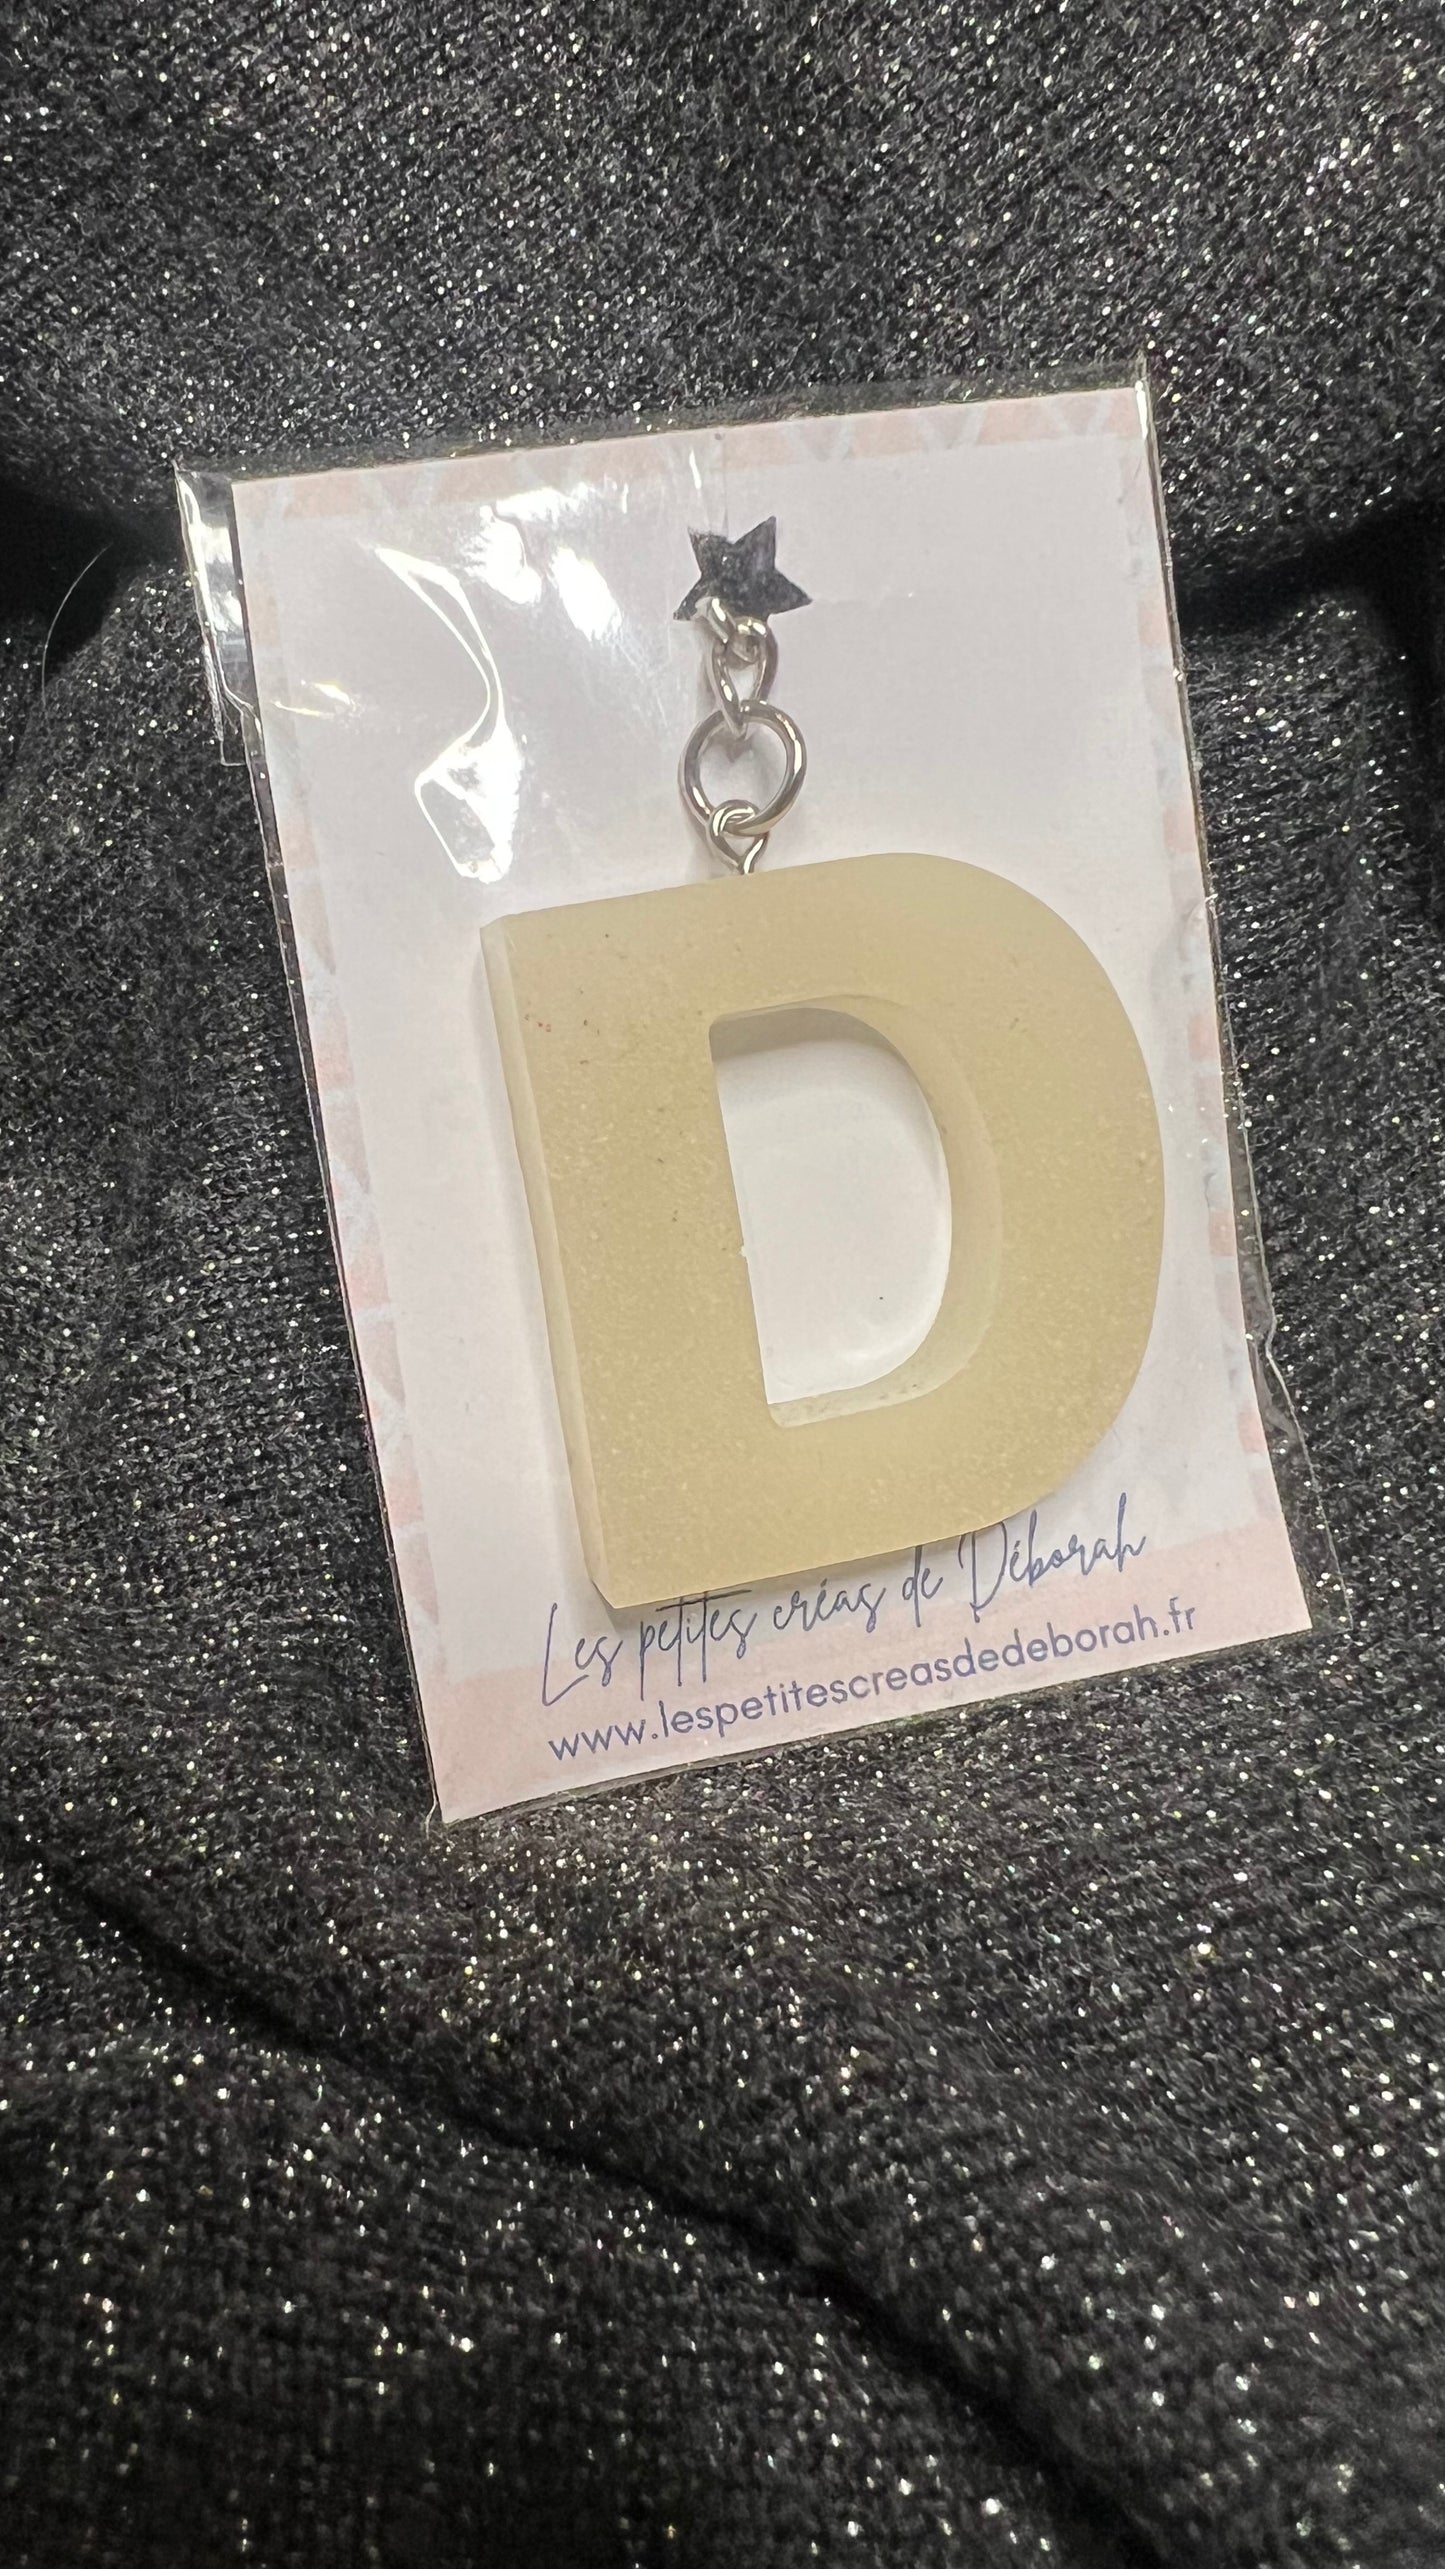 D
Les petites créas de Déborah
www.lespetitescreasdedeborah.fr